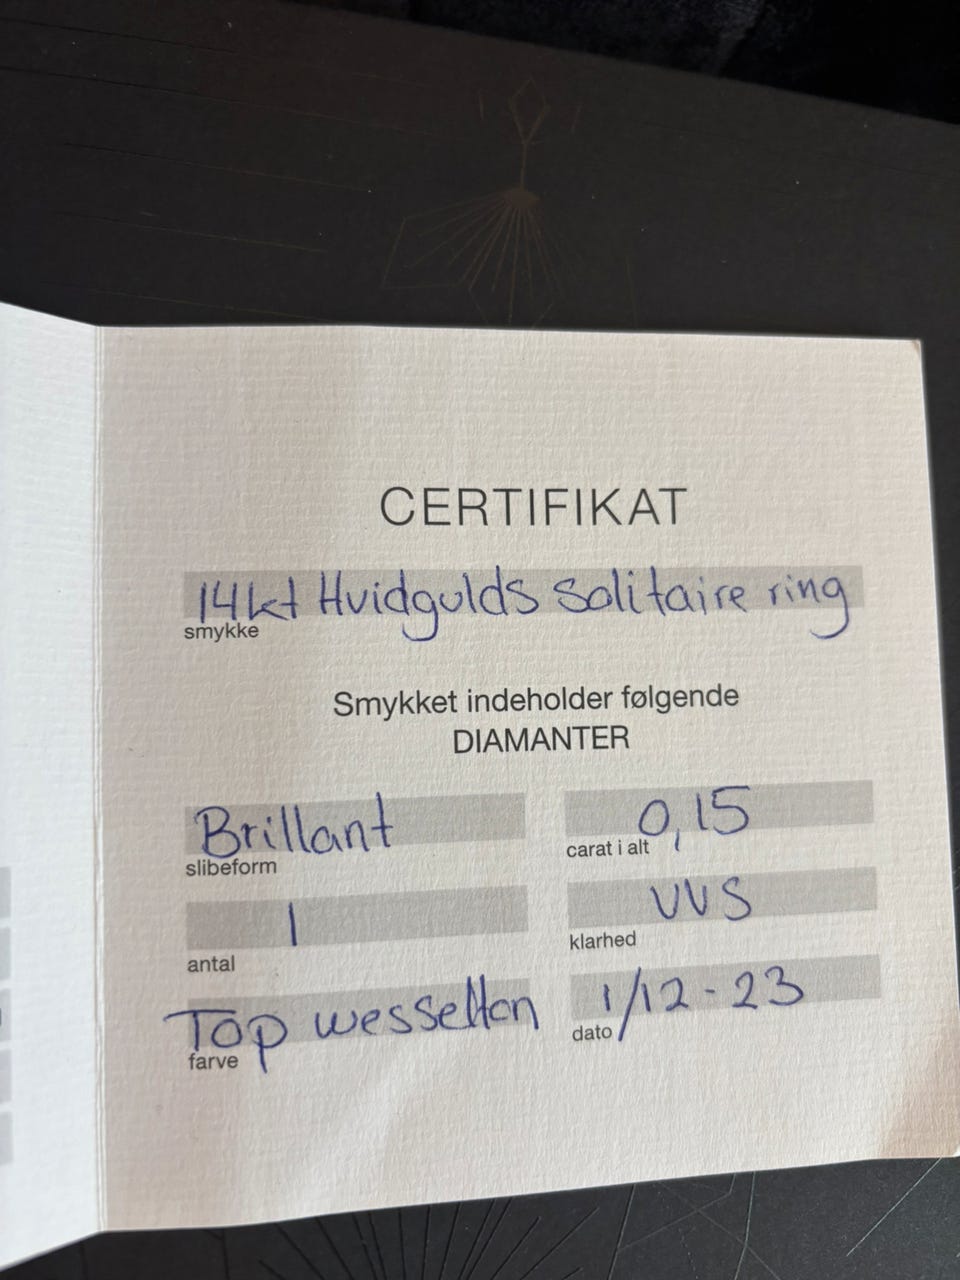 CERTIFIKAT
14kt Hvidgulds solitaire ring
smykke
Smykket indeholder følgende
DIAMANTER
Brillant
slibeform
0,15
carat i alt
1
antal
VVS
klarhed
Top wesselton
farve
1/12-23
dato